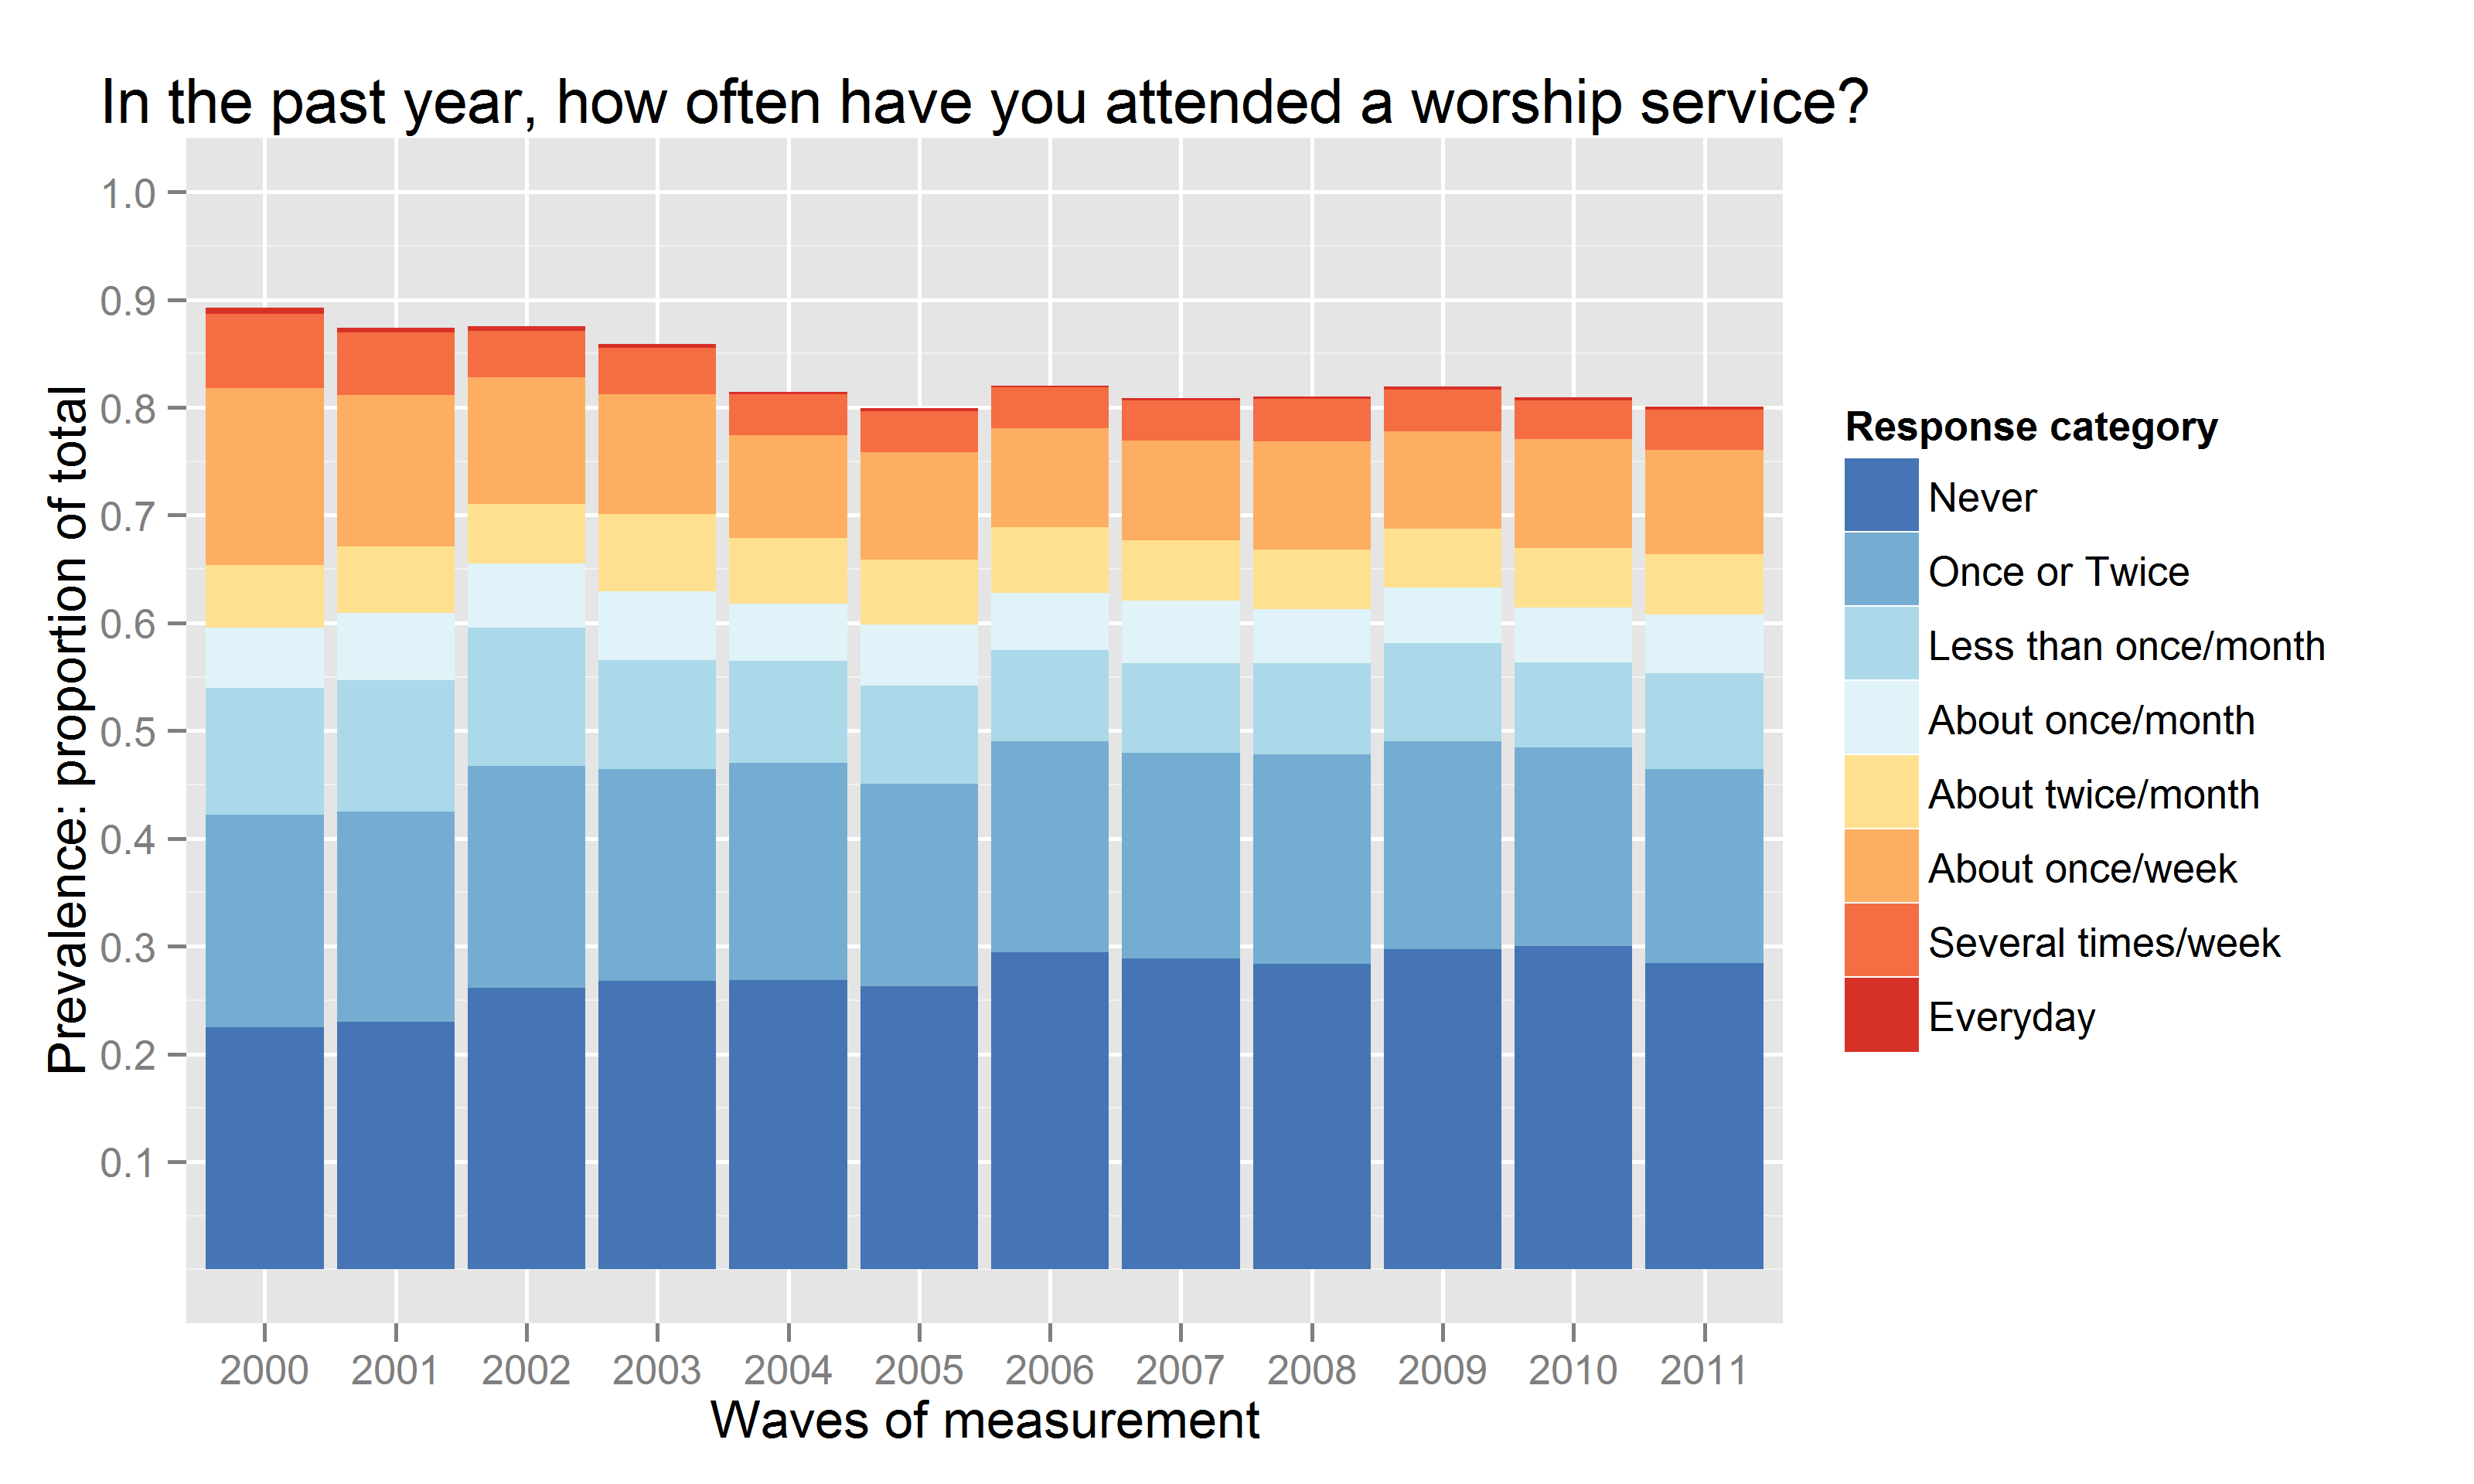 In the past year, how often have you attended a worship service?
Prevalence: proportion of total
1.0
0.9
0.8
0.7
0.6
0.5
0.4
0.3
0.2
0.1
2000 2001 2002 2003 2004 2005 2006 2007 2008 2009 2010 2011
Waves of measurement
Response category
Never
Once or Twice
Less than once/month
About once/month
About twice/month
About once/week
Several times/week
Everyday